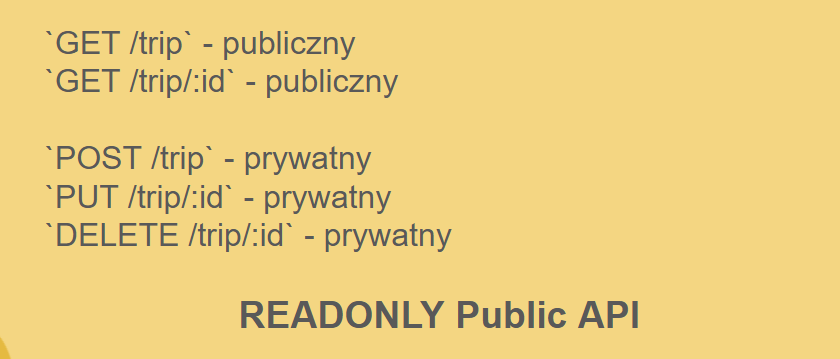 `GET /trip` - publiczny
`GET /trip/:id` - publiczny
`POST /trip` - prywatny
`PUT /trip/:id` - prywatny
`DELETE /trip/:id` - prywatny
READONLY Public API